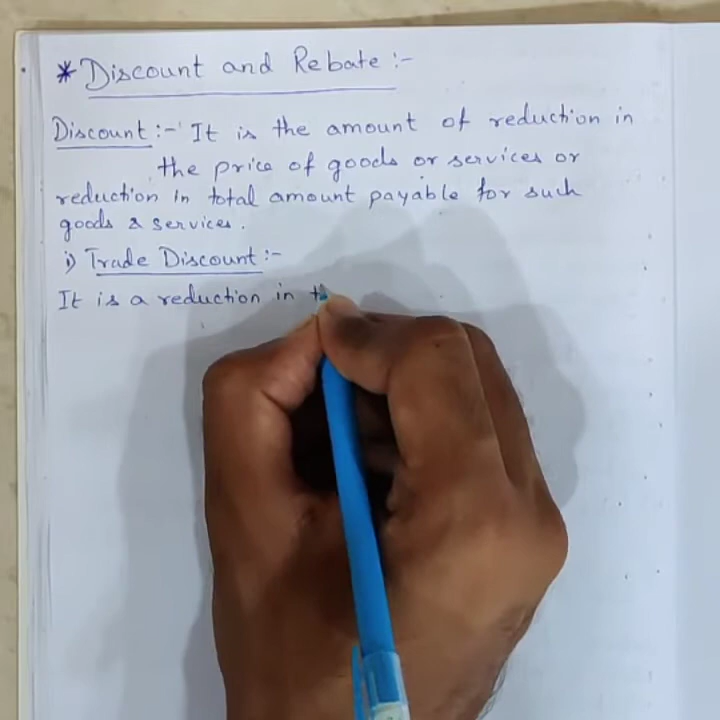 * Discount and Rebate :-
Discount :- It is the amount of reduction in
the price of goods or services or
reduction in total amount payable for such
goods & services.
i) Trade Discount :-
It is a reduction in